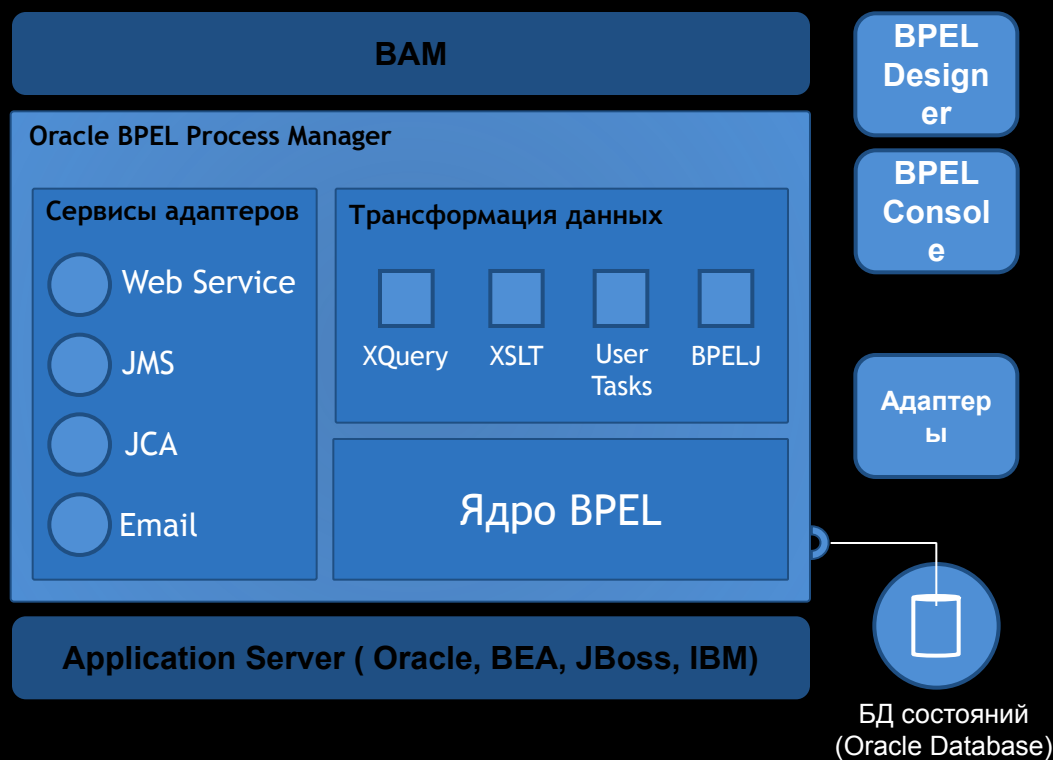 BAM
Oracle BPEL Process Manager
Сервисы адаптеров
Web Service
JMS
JCA
Email
Трансформация данных
XQuery
XSLT
User
Tasks
BPELJ
Ядро BPEL
Application Server ( Oracle, BEA, JBoss, IBM)
BPEL
Design
er
BPEL
Consol
e
Адаптер
ы
БД состояний
(Oracle Database)